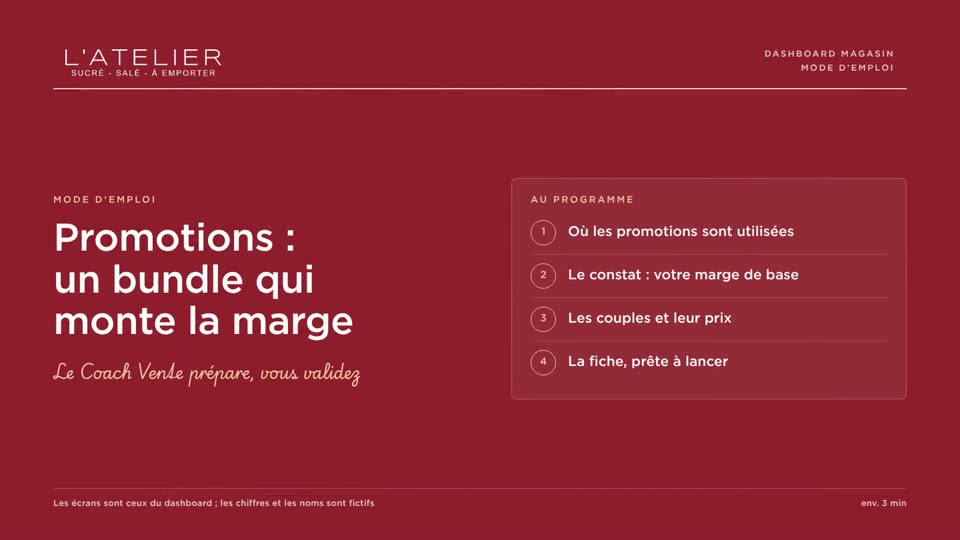 L'ATELIER
SUCRÉ - SALÉ - À EMPORTER
DASHBOARD MAGASIN
MODE D'EMPLOI
MODE D'EMPLOI
Promotions :
un bundle qui
monte la marge
Le Coach Vente prépare, vous validez
AU PROGRAMME
1 Où les promotions sont utilisées
2 Le constat : votre marge de base
3 Les couples et leur prix
4 La fiche, prête à lancer
Les écrans sont ceux du dashboard ; les chiffres et les noms sont fictifs
env. 3 min